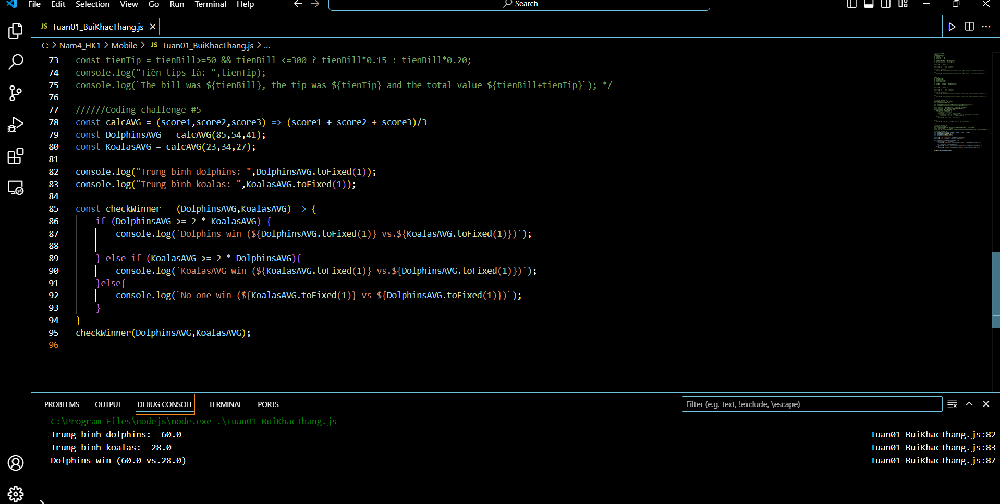 File Edit Selection View Go Run Terminal Help Search
JS Tuan01_BuiKhacThang.js
C: > Nam4_HK1 > Mobile > JS Tuan01_BuiKhacThang.js > ...
73 const tienTip = tienBill>=50 && tienBill <=300 ? tienBill*0.15 : tienBill*0.20;
74 console.log("Tiền tips là: ",tienTip);
75 console.log(`The bill was ${tienBill}, the tip was ${tienTip} and the total value ${tienBill+tienTip}`); */
76
77 //////Coding challenge #5
78 const calcAVG = (score1,score2,score3) => (score1 + score2 + score3)/3
79 const DolphinsAVG = calcAVG(85,54,41);
80 const KoalasAVG = calcAVG(23,34,27);
81
82 console.log("Trung bình dolphins: ",DolphinsAVG.toFixed(1));
83 console.log("Trung bình koalas: ",KoalasAVG.toFixed(1));
84
85 const checkWinner = (DolphinsAVG,KoalasAVG) => {
86 if (DolphinsAVG >= 2 * KoalasAVG) {
87 console.log(`Dolphins win (${DolphinsAVG.toFixed(1)} vs.${KoalasAVG.toFixed(1)})`);
88
89 } else if (KoalasAVG >= 2 * DolphinsAVG){
90 console.log(`KoalasAVG win (${KoalasAVG.toFixed(1)} vs.${DolphinsAVG.toFixed(1)})`);
91 }else{
92 console.log(`No one win (${KoalasAVG.toFixed(1)} vs ${DolphinsAVG.toFixed(1)})`);
93 }
94 }
95 checkWinner(DolphinsAVG,KoalasAVG);
96
PROBLEMS OUTPUT DEBUG CONSOLE TERMINAL PORTS Filter (e.g. text, !exclude, \escape)
C:\Program Files\nodejs\node.exe .\Tuan01_BuiKhacThang.js
Trung bình dolphins:  60.0 Tuan01_BuiKhacThang.js:82
Trung bình koalas:  28.0 Tuan01_BuiKhacThang.js:83
Dolphins win (60.0 vs.28.0) Tuan01_BuiKhacThang.js:87